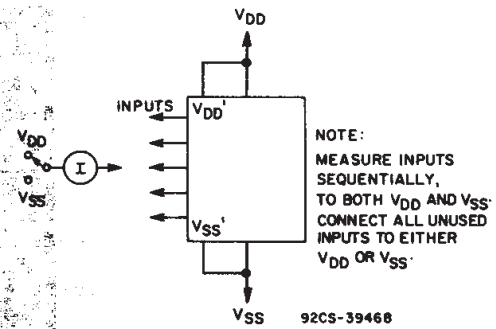 VDD
INPUTS
VDD'
VDD
I
VSS
VSS'
NOTE:
MEASURE INPUTS
SEQUENTIALLY,
TO BOTH VDD AND VSS.
CONNECT ALL UNUSED
INPUTS TO EITHER
VDD OR VSS.
VSS
92CS-39468